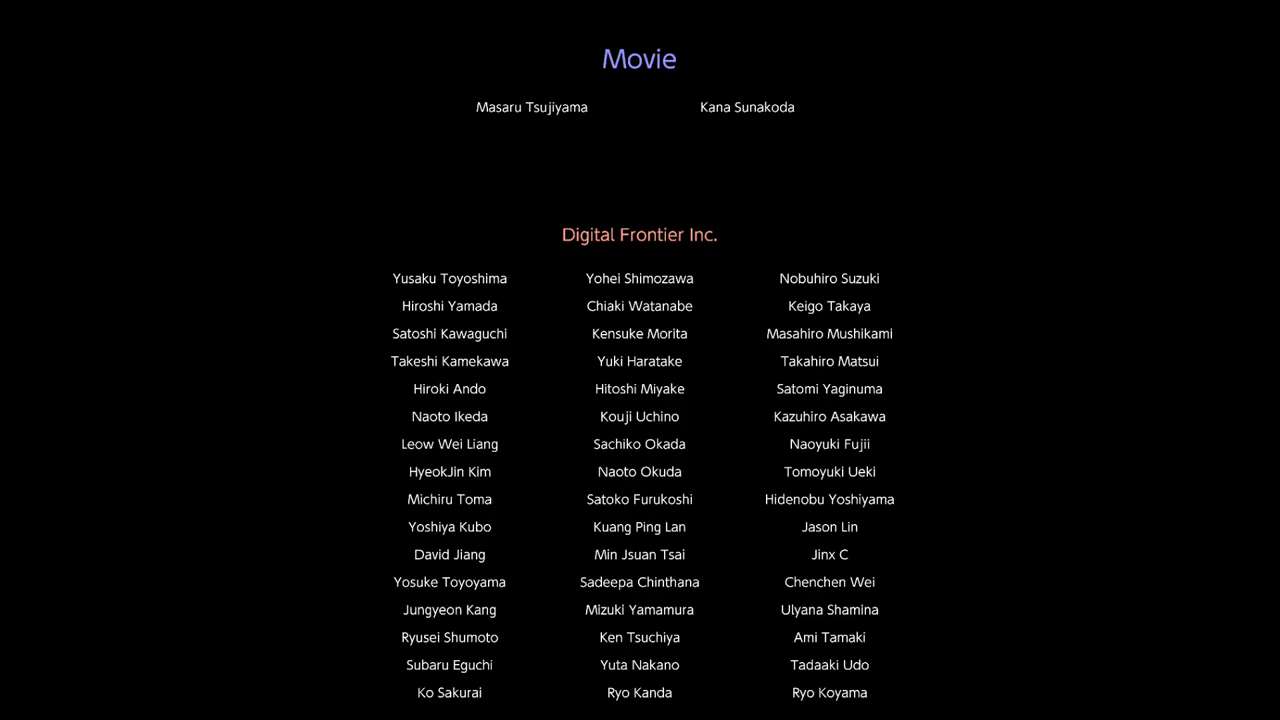 Movie
Masaru Tsujiyama Kana Sunakoda
Digital Frontier Inc.
Yusaku Toyoshima Yohei Shimozawa Nobuhiro Suzuki
Hiroshi Yamada Chiaki Watanabe Keigo Takaya
Satoshi Kawaguchi Kensuke Morita Masahiro Mushikami
Takeshi Kamekawa Yuki Haratake Takahiro Matsui
Hiroki Ando Hitoshi Miyake Satomi Yaginuma
Naoto Ikeda Kouji Uchino Kazuhiro Asakawa
Leow Wei Liang Sachiko Okada Naoyuki Fujii
HyeokJin Kim Naoto Okuda Tomoyuki Ueki
Michiru Toma Satoko Furukoshi Hidenobu Yoshiyama
Yoshiya Kubo Kuang Ping Lan Jason Lin
David Jiang Min Jsuan Tsai Jinx C
Yosuke Toyoyama Sadeepa Chinthana Chenchen Wei
Jungyeon Kang Mizuki Yamamura Ulyana Shamina
Ryusei Shumoto Ken Tsuchiya Ami Tamaki
Subaru Eguchi Yuta Nakano Tadaaki Udo
Ko Sakurai Ryo Kanda Ryo Koyama